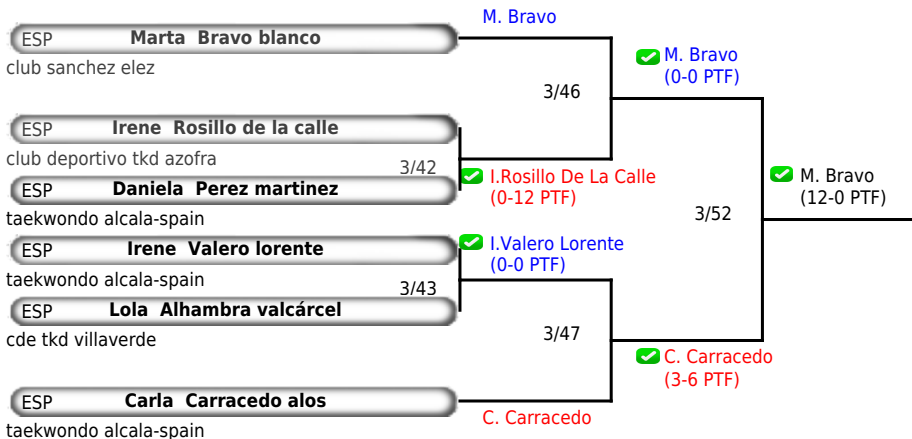 M. Bravo
ESP Marta Bravo blanco
club sanchez elez
M. Bravo
(0-0 PTF)
3/46
ESP Irene Rosillo de la calle
club deportivo tkd azofra
3/42
I.Rosillo De La Calle
(0-12 PTF)
ESP Daniela Perez martinez
taekwondo alcala-spain
M. Bravo
(12-0 PTF)
3/52
ESP Irene Valero lorente
taekwondo alcala-spain
I.Valero Lorente
(0-0 PTF)
3/43
ESP Lola Alhambra valcárcel
cde tkd villaverde
3/47
C. Carracedo
(3-6 PTF)
ESP Carla Carracedo alos
taekwondo alcala-spain
C. Carracedo